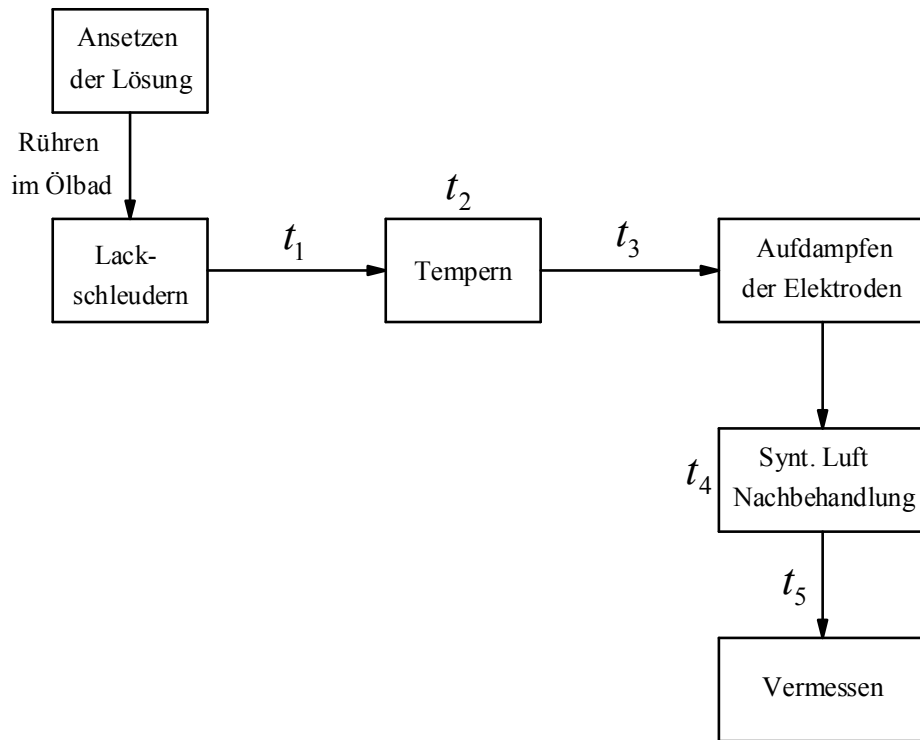 Ansetzen
der Lösung
Rühren
im Ölbad
Lack-
schleudern
t1
t2
Tempern
t3
Aufdampfen
der Elektroden
t4
Synt. Luft
Nachbehandlung
t5
Vermessen